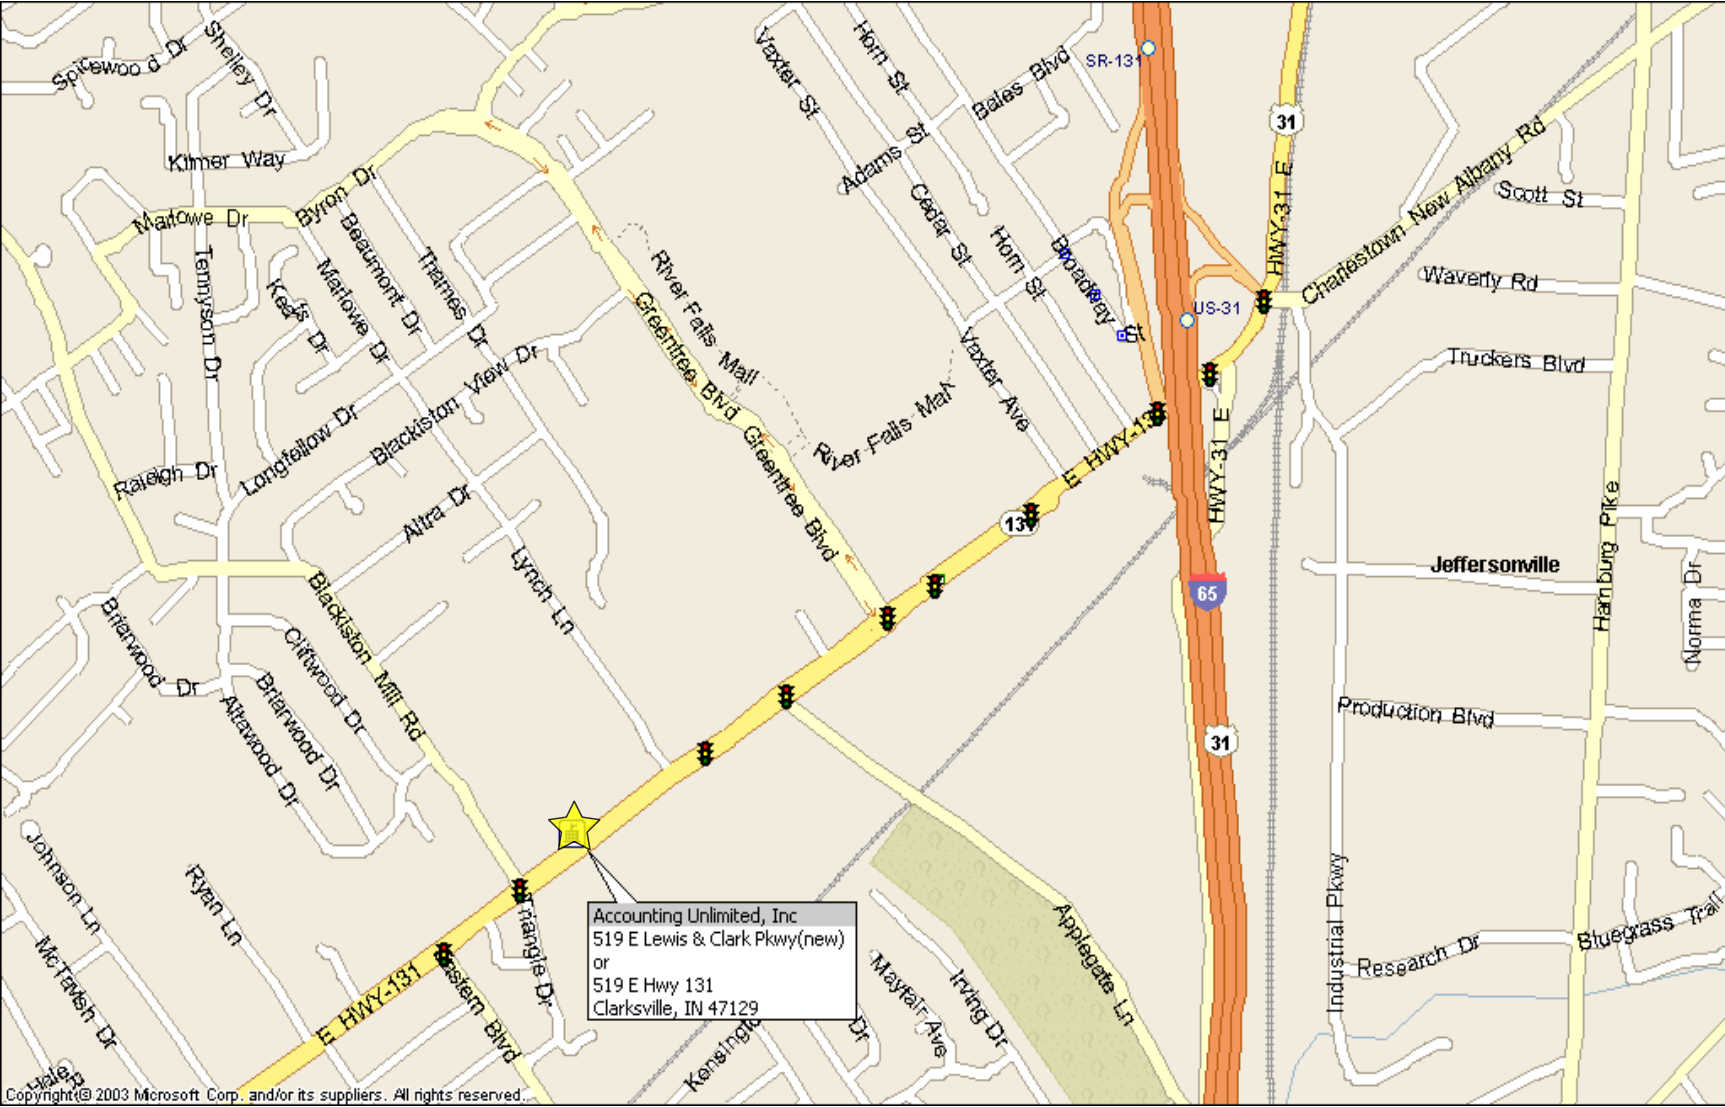 Spicewood Dr
Shelley Dr
Vaxter St
Horn St
Bales Blvd
SR-131
31
Kilmer Way
Adams St
HWY-31 E
Charlestown New Albany Rd
Scott St
Marlowe Dr
Byron Dr
Beaumont Dr
Thames Dr
Tennyson Dr
Keats Dr
Marlowe Dr
River Falls Mall
Cedar St
Horn St
Broadway St
Waverly Rd
US-31
Greentree Blvd
Vaxter Ave
Truckers Blvd
Longfellow Dr
Blackiston View Dr
River Falls Mall
Greentree Blvd
E HWY-131
HWY-31 E
Raleigh Dr
Altra Dr
131
Hamburg Pike
Lynch Ln
Jeffersonville
65
Norma Dr
Briarwood Dr
Blackiston Mill Rd
Cliftwood Dr
Briarwood Dr
Altawood Dr
Production Blvd
31
Johnson Ln
Ryan Ln
Triangle Dr
Accounting Unlimited, Inc
519 E Lewis & Clark Pkwy(new)
or
519 E Hwy 131
Clarksville, IN 47129
Applegate Ln
Industrial Pkwy
Research Dr
Bluegrass Trail
McTavish Dr
E HWY-131
Eastern Blvd
Dr
Mayfair Ave
Irving Dr
Copyright © 2003 Microsoft Corp. and/or its suppliers. All rights reserved.